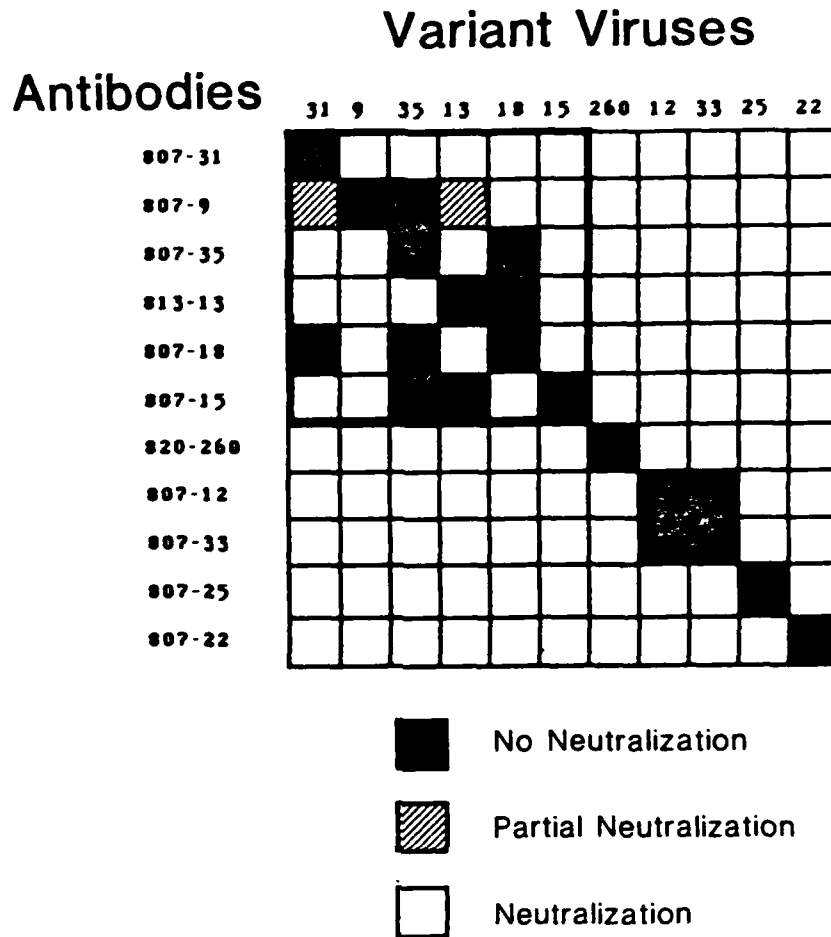 Variant Viruses
Antibodies
31 9 35 13 18 15 260 12 33 25 22
807-31
807-9
807-35
813-13
807-18
807-15
820-260
807-12
807-33
807-25
807-22
No Neutralization
Partial Neutralization
Neutralization